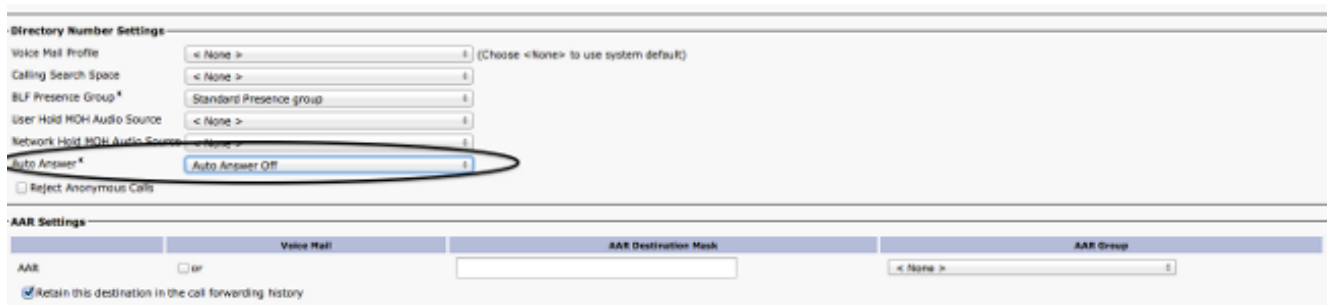 Directory Number Settings
Voice Mail Profile < None > (Choose <None> to use system default)
Calling Search Space < None >
BLF Presence Group* Standard Presence group
User Hold MOH Audio Source < None >
Network Hold MOH Audio Source < None >
Auto Answer* Auto Answer Off
Reject Anonymous Calls
AAR Settings
Voice Mail AAR Destination Mask AAR Group
AAR or < None >
Retain this destination in the call forwarding history